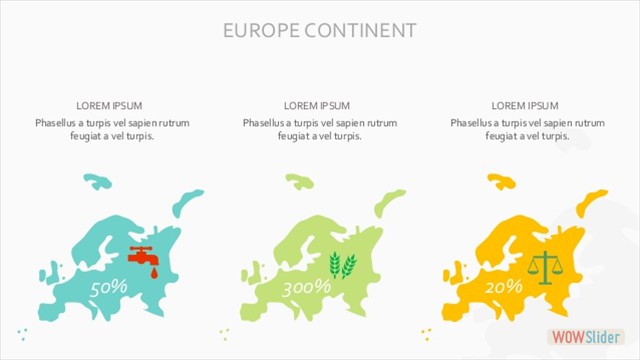 EUROPE CONTINENT
LOREM IPSUM
Phasellus a turpis vel sapien rutrum
feugiat a vel turpis.
LOREM IPSUM
Phasellus a turpis vel sapien rutrum
feugiat a vel turpis.
LOREM IPSUM
Phasellus a turpis vel sapien rutrum
feugiat a vel turpis.
50%
300%
20%
WOWSlider